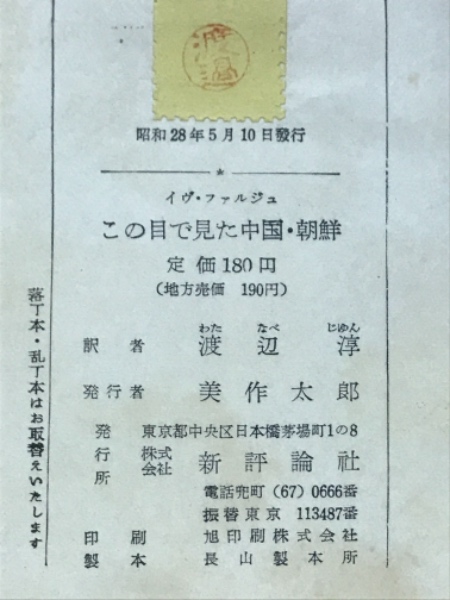 昭和28年5月10日發行
イヴ・ファルジュ
この目で見た中国・朝鮮
定価180円
(地方売価 190円)
わた なべ じゅん
訳者 渡辺淳
発行者 美作太郎
発行所 東京都中央区日本橋茅場町1の8
株式会社 新評論社
電話兜町(67)0666番
振替東京 113487番
印刷 旭印刷株式会社
製本 長山製本所
落丁本・乱丁本はお取替えいたします